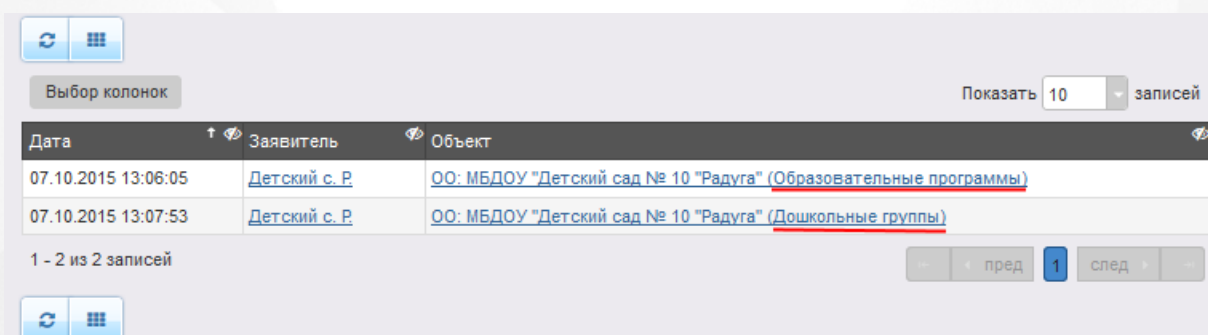 Выбор колонок
Показать 10 записей
Дата Заявитель Объект
07.10.2015 13:06:05 Детский с. Р. ОО: МБДОУ "Детский сад № 10 "Радуга" (Образовательные программы)
07.10.2015 13:07:53 Детский с. Р. ОО: МБДОУ "Детский сад № 10 "Радуга" (Дошкольные группы)
1 - 2 из 2 записей
пред 1 след